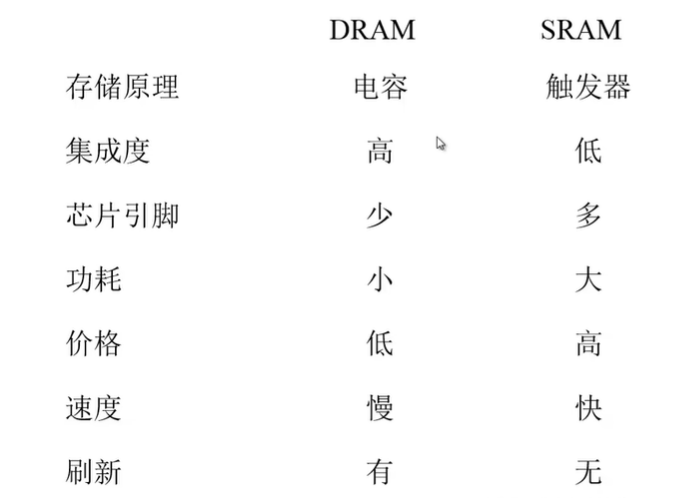 DRAM SRAM
存储原理 电容 触发器
集成度 高 低
芯片引脚 少 多
功耗 小 大
价格 低 高
速度 慢 快
刷新 有 无